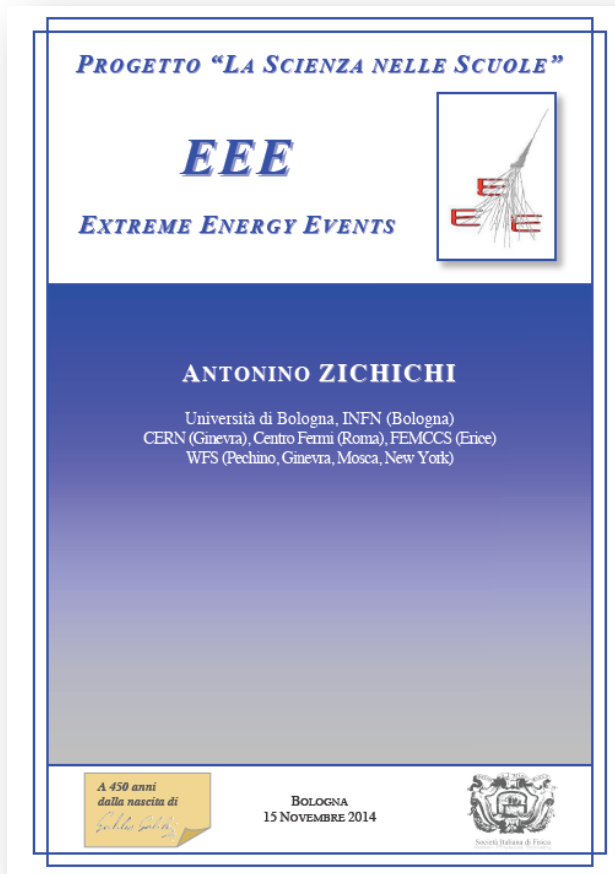 PROGETTO “LA SCIENZA NELLE SCUOLE”
EEE
EXTREME ENERGY EVENTS
E
E
E
ANTONINO ZICHICHI
Università di Bologna, INFN (Bologna)
CERN (Ginevra), Centro Fermi (Roma), FEMCCS (Erice)
WFS (Pechino, Ginevra, Mosca, New York)
A 450 anni
dalla nascita di
Galileo Galilei
BOLOGNA
15 NOVEMBRE 2014
Società Italiana di Fisica